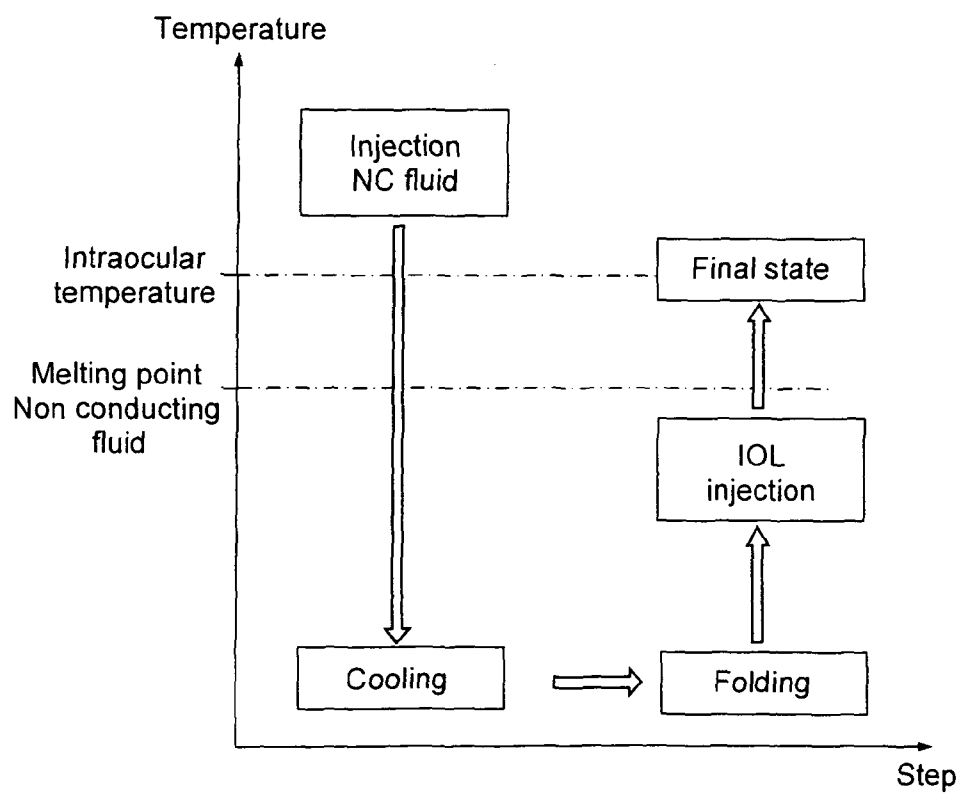 Temperature
Injection
NC fluid
Intraocular
temperature
Final state
Melting point
Non conducting
fluid
IOL
injection
Cooling
Folding
Step